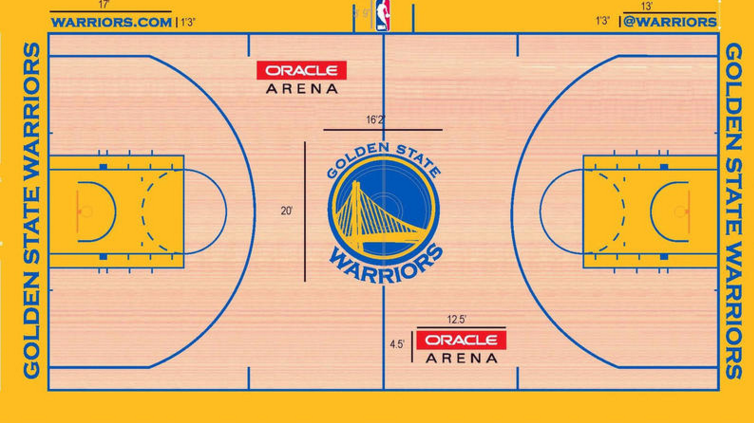 17'
WARRIORS.COM
1'3"
13'
1'3"
@WARRIORS
GOLDEN STATE WARRIORS
GOLDEN STATE WARRIORS
ORACLE
ARENA
16'2"
GOLDEN STATE
WARRIORS
20'
12.5'
4.5'
ORACLE
ARENA